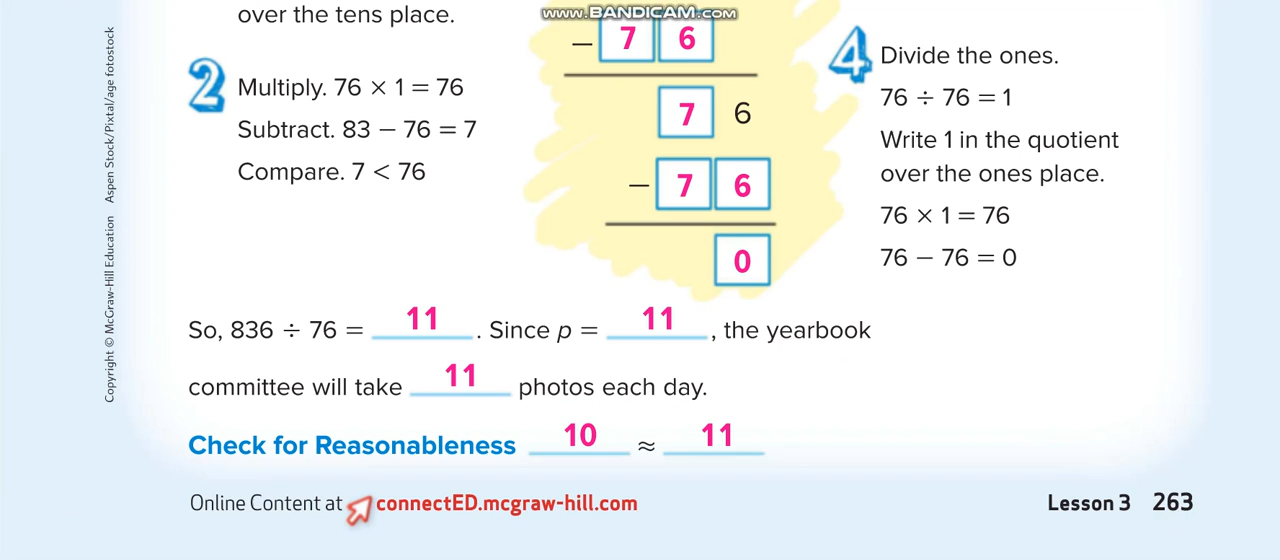 www.BANDICAM.com
over the tens place.
2
Multiply. 76 × 1 = 76
Subtract. 83 − 76 = 7
Compare. 7 < 76
− 7 6
7 6
− 7 6
0
4
Divide the ones.
76 ÷ 76 = 1
Write 1 in the quotient
over the ones place.
76 × 1 = 76
76 − 76 = 0
So, 836 ÷ 76 = 11. Since p = 11, the yearbook
committee will take 11 photos each day.
Check for Reasonableness 10 ≈ 11
Copyright © McGraw-Hill Education Aspen Stock/Pixtal/age fotostock
Online Content at connectED.mcgraw-hill.com
Lesson 3 263